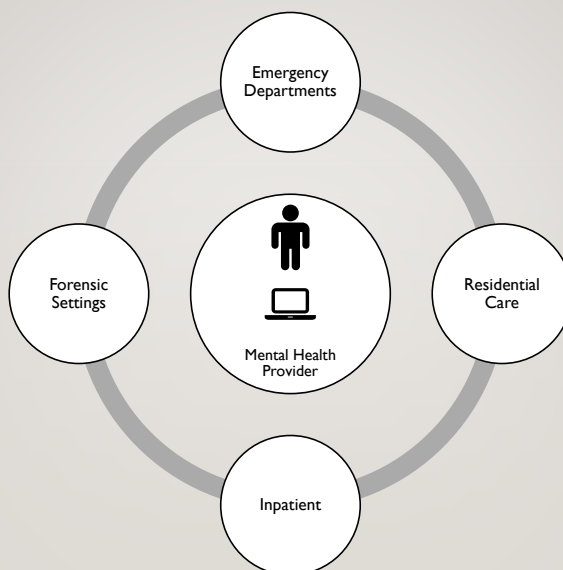 Emergency
Departments
Forensic
Settings
Mental Health
Provider
Residential
Care
Inpatient